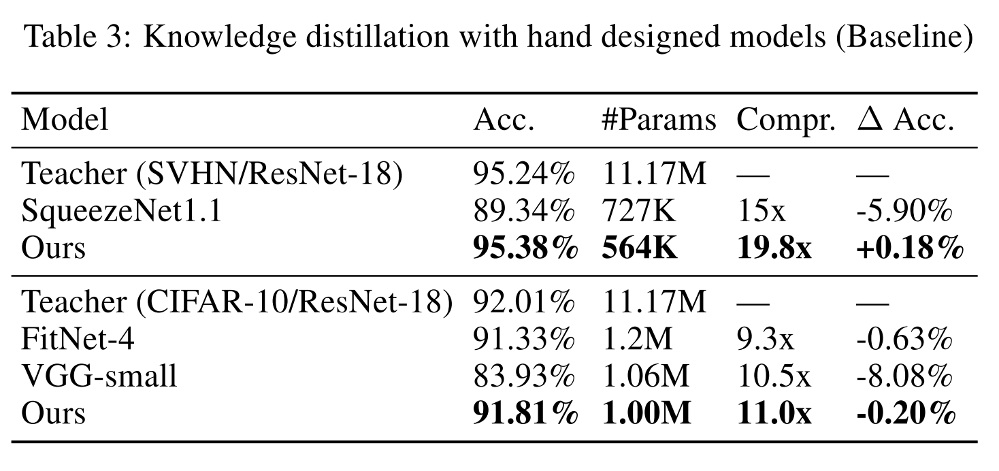 Table 3: Knowledge distillation with hand designed models (Baseline)
Model Acc. #Params Compr. Δ Acc.
Teacher (SVHN/ResNet-18) 95.24% 11.17M — —
SqueezeNet1.1 89.34% 727K 15x -5.90%
Ours 95.38% 564K 19.8x +0.18%
Teacher (CIFAR-10/ResNet-18) 92.01% 11.17M — —
FitNet-4 91.33% 1.2M 9.3x -0.63%
VGG-small 83.93% 1.06M 10.5x -8.08%
Ours 91.81% 1.00M 11.0x -0.20%